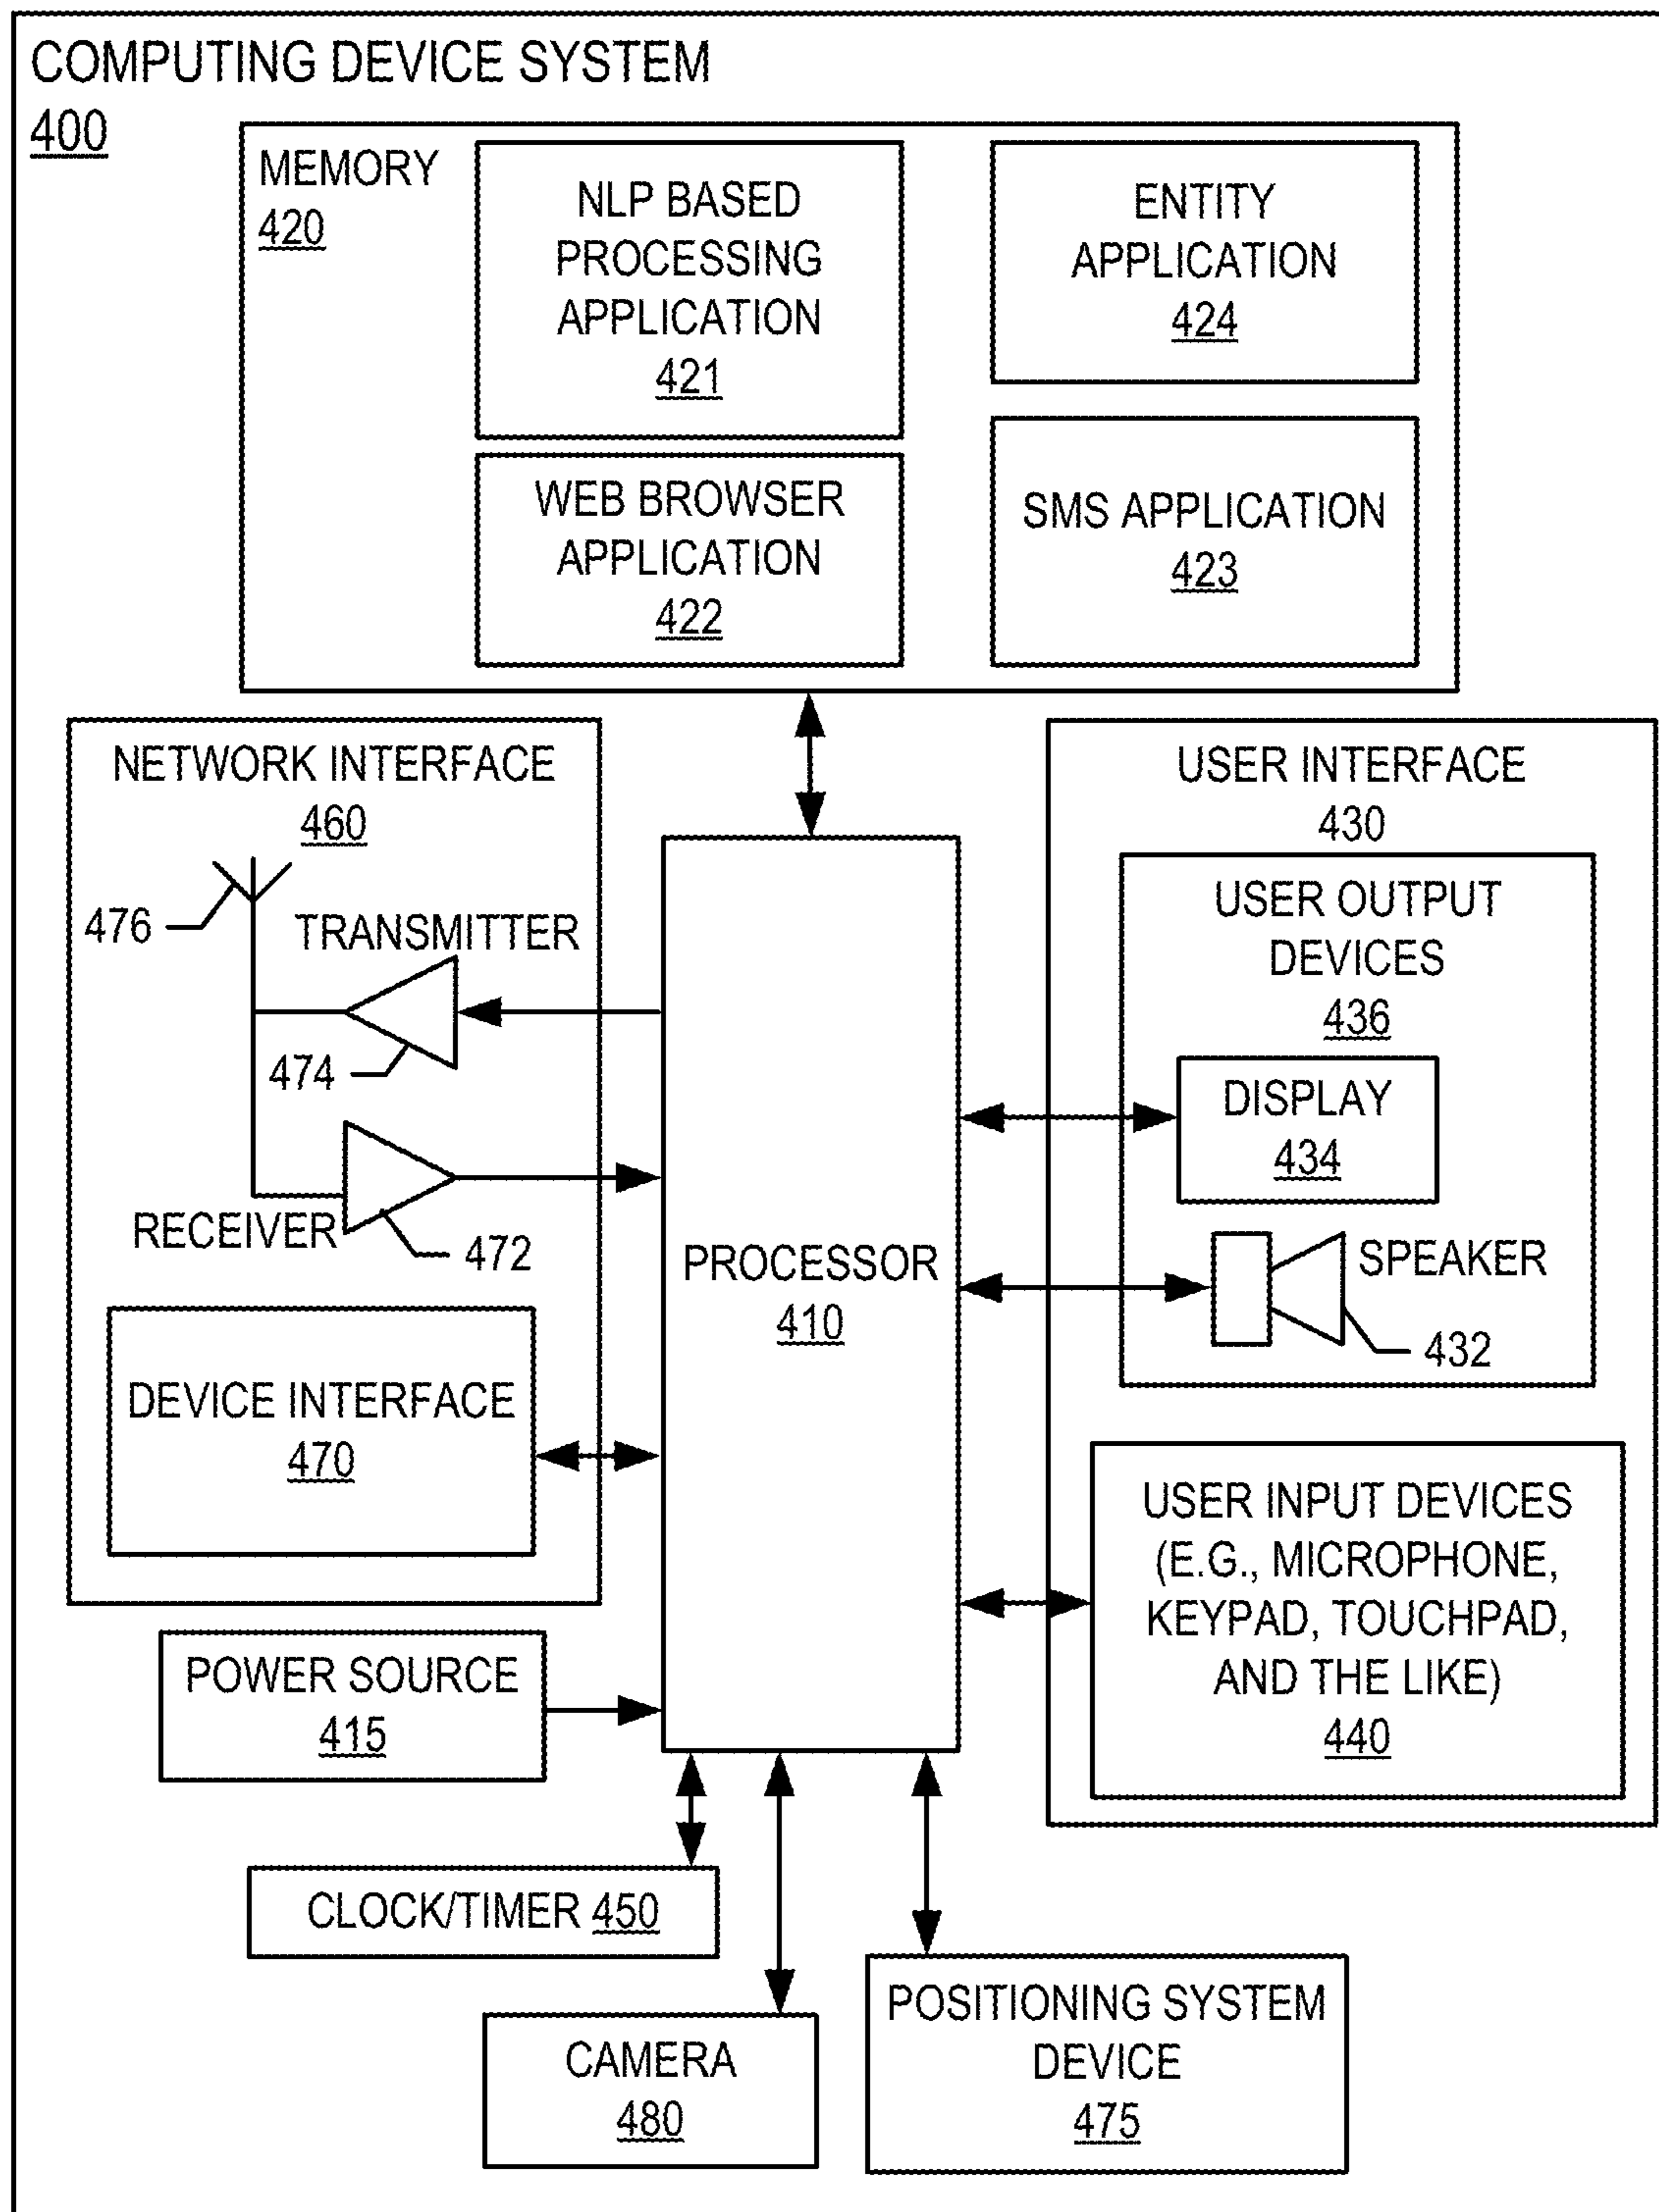 COMPUTING DEVICE SYSTEM
400
MEMORY
420
NLP BASED
PROCESSING
APPLICATION
421
ENTITY
APPLICATION
424
WEB BROWSER
APPLICATION
422
SMS APPLICATION
423
NETWORK INTERFACE
460
476
TRANSMITTER
474
RECEIVER
472
DEVICE INTERFACE
470
PROCESSOR
410
USER INTERFACE
430
USER OUTPUT
DEVICES
436
DISPLAY
434
SPEAKER
432
USER INPUT DEVICES
(E.G., MICROPHONE,
KEYPAD, TOUCHPAD,
AND THE LIKE)
440
POWER SOURCE
415
CLOCK/TIMER 450
CAMERA
480
POSITIONING SYSTEM
DEVICE
475